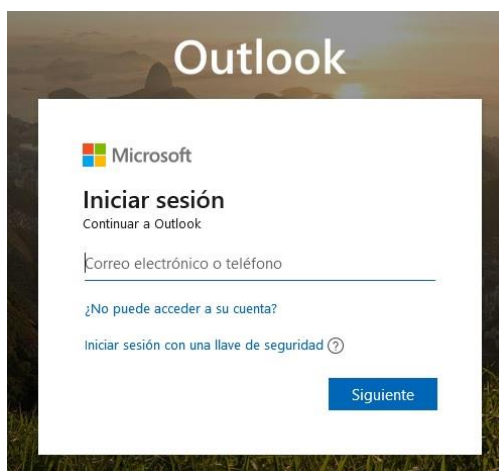 Outlook
Microsoft
Iniciar sesión
Continuar a Outlook
Correo electrónico o teléfono
¿No puede acceder a su cuenta?
Iniciar sesión con una llave de seguridad ?
Siguiente